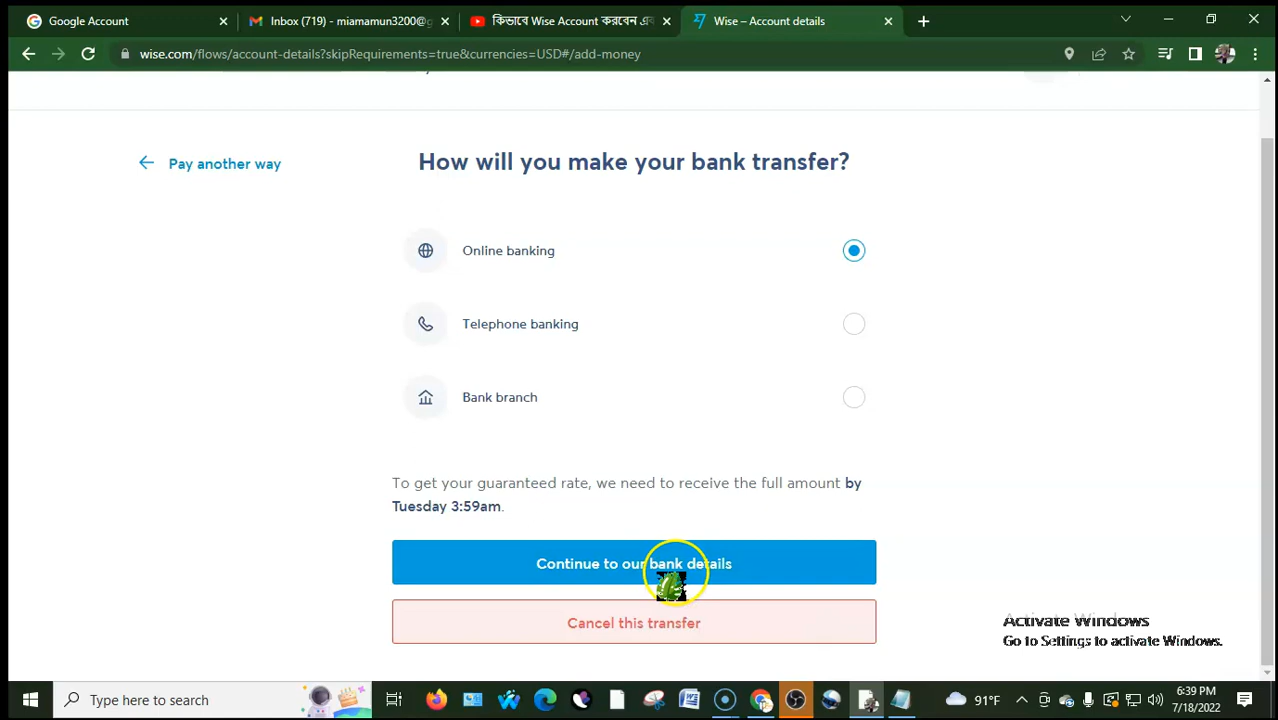 Google Account
Inbox (719) - miamamun3200@g
কিভাবে Wise Account করবেন এব
Wise – Account details
wise.com/flows/account-details?skipRequirements=true&currencies=USD#/add-money
Pay another way
How will you make your bank transfer?
Online banking
Telephone banking
Bank branch
To get your guaranteed rate, we need to receive the full amount by
Tuesday 3:59am.
Continue to our bank details
Cancel this transfer
Activate Windows
Go to Settings to activate Windows.
Type here to search
91°F
6:39 PM
7/18/2022